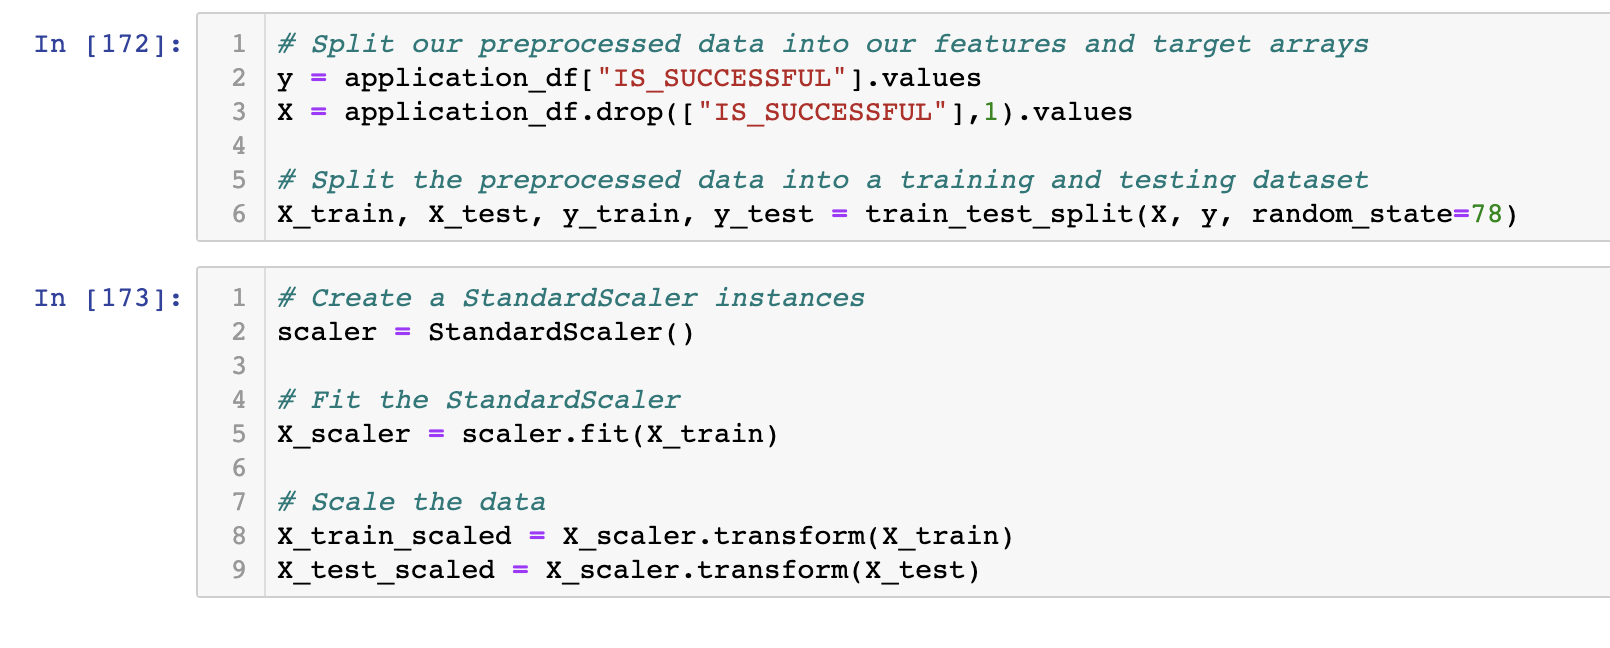 In [172]:
1 # Split our preprocessed data into our features and target arrays
2 y = application_df["IS_SUCCESSFUL"].values
3 X = application_df.drop(["IS_SUCCESSFUL"],1).values
4
5 # Split the preprocessed data into a training and testing dataset
6 X_train, X_test, y_train, y_test = train_test_split(X, y, random_state=78)
In [173]:
1 # Create a StandardScaler instances
2 scaler = StandardScaler()
3
4 # Fit the StandardScaler
5 X_scaler = scaler.fit(X_train)
6
7 # Scale the data
8 X_train_scaled = X_scaler.transform(X_train)
9 X_test_scaled = X_scaler.transform(X_test)